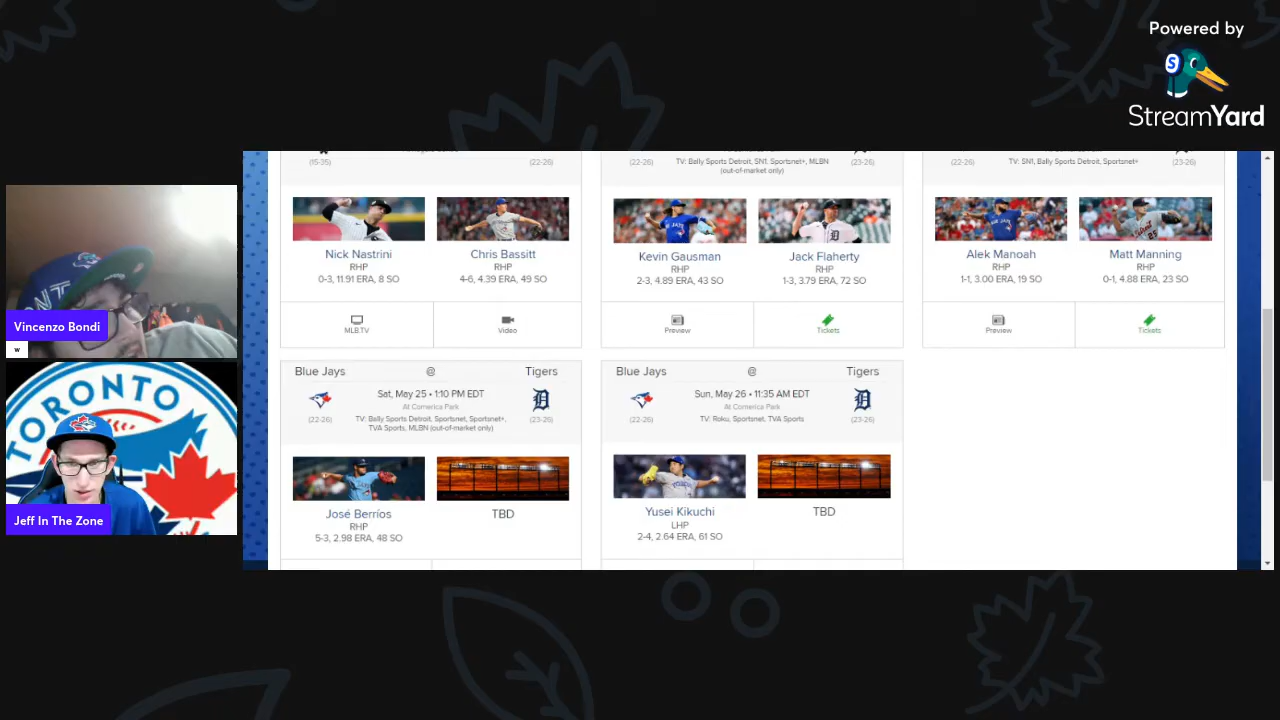 Powered by
StreamYard
(15-35)
(22-26)
(22-26)
TV: Bally Sports Detroit, SN1, Sportsnet+, MLBN
(out-of-market only)
(23-26)
(22-26)
TV: SN1, Bally Sports Detroit, Sportsnet+
(23-26)
Nick Nastrini
RHP
0-3, 11.91 ERA, 8 SO
Chris Bassitt
RHP
4-6, 4.39 ERA, 49 SO
MLB.TV
Video
Kevin Gausman
RHP
2-3, 4.89 ERA, 43 SO
Jack Flaherty
RHP
1-3, 3.79 ERA, 72 SO
Preview
Tickets
Alek Manoah
RHP
1-1, 3.00 ERA, 19 SO
Matt Manning
RHP
0-1, 4.88 ERA, 23 SO
Preview
Tickets
Blue Jays @ Tigers
Sat, May 25 • 1:10 PM EDT
At Comerica Park
(22-26)
TV: Bally Sports Detroit, Sportsnet, Sportsnet+,
TVA Sports, MLBN (out-of-market only)
(23-26)
José Berríos
RHP
5-3, 2.98 ERA, 48 SO
TBD
Blue Jays @ Tigers
Sun, May 26 • 11:35 AM EDT
At Comerica Park
(22-26)
TV: Roku, Sportsnet, TVA Sports
(23-26)
Yusei Kikuchi
LHP
2-4, 2.64 ERA, 61 SO
TBD
Vincenzo Bondi
w
TORONTO
Jeff In The Zone